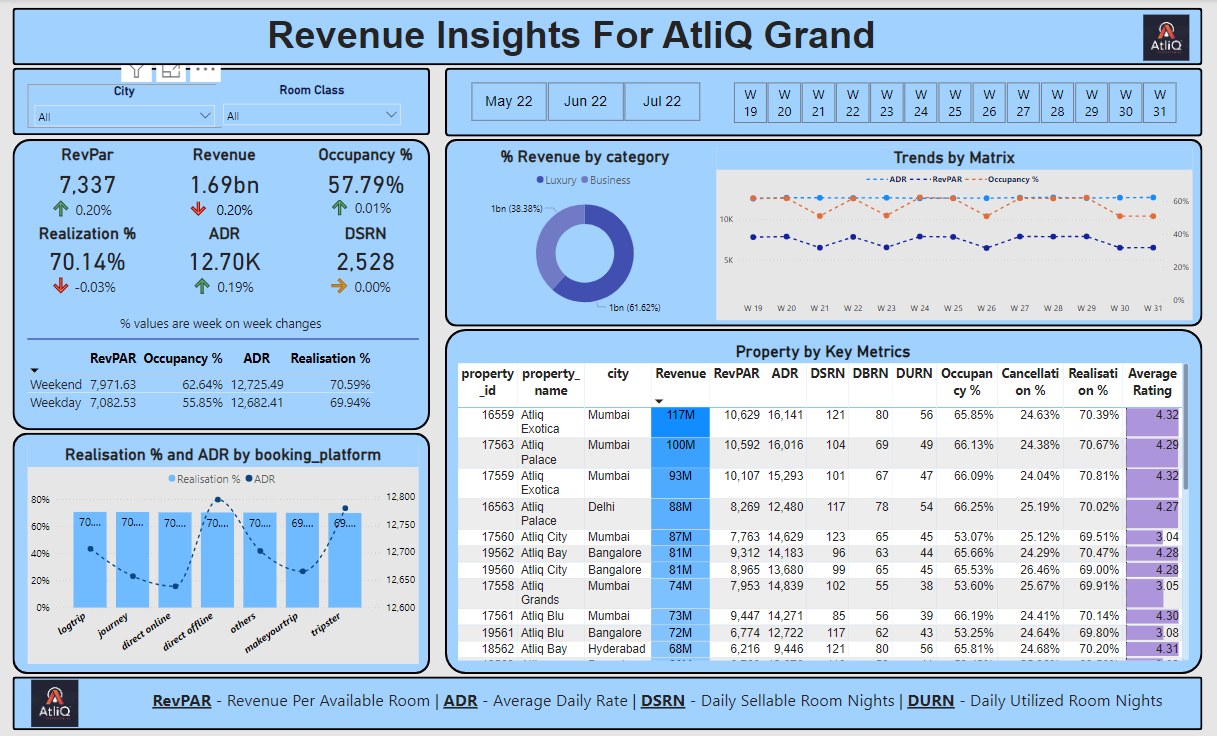 Revenue Insights For AtliQ Grand
AtliQ
City
Room Class
All
All
May 22
Jun 22
Jul 22
W 19
W 20
W 21
W 22
W 23
W 24
W 25
W 26
W 27
W 28
W 29
W 30
W 31
RevPar
Revenue
Occupancy %
7,337
1.69bn
57.79%
0.20%
0.20%
0.01%
Realization %
ADR
DSRN
70.14%
12.70K
2,528
-0.03%
0.19%
0.00%
% values are week on week changes
RevPAR Occupancy % ADR Realisation %
Weekend 7,971.63 62.64% 12,725.49 70.59%
Weekday 7,082.53 55.85% 12,682.41 69.94%
% Revenue by category
Luxury Business
1bn (38.38%)
1bn (61.62%)
Trends by Matrix
ADR RevPAR Occupancy %
10K
5K
60%
40%
20%
0%
W 19 W 20 W 21 W 22 W 23 W 24 W 25 W 26 W 27 W 28 W 29 W 30 W 31
Realisation % and ADR by booking_platform
Realisation % ADR
80%
60%
40%
20%
0%
70.... 70.... 70.... 70.... 70.... 69.... 69....
12,800
12,750
12,700
12,650
12,600
logtrip
journey
direct online
direct offline
others
makeyourtrip
tripster
Property by Key Metrics
property_id property_name city Revenue RevPAR ADR DSRN DBRN DURN Occupancy % Cancellation % Realisation % Average Rating
16559 Atliq Exotica Mumbai 117M 10,629 16,141 121 80 56 65.85% 24.63% 70.39% 4.32
17563 Atliq Palace Mumbai 100M 10,592 16,016 104 69 49 66.13% 24.38% 70.67% 4.29
17559 Atliq Exotica Mumbai 93M 10,107 15,293 101 67 47 66.09% 24.04% 70.81% 4.32
16563 Atliq Palace Delhi 88M 8,269 12,480 117 78 54 66.25% 25.19% 70.02% 4.27
17560 Atliq City Mumbai 87M 7,763 14,629 123 65 45 53.07% 25.12% 69.51% 3.04
19562 Atliq Bay Bangalore 81M 9,312 14,183 96 63 44 65.66% 24.29% 70.47% 4.28
19560 Atliq City Bangalore 81M 8,965 13,680 99 65 45 65.53% 26.46% 69.00% 4.28
17558 Atliq Grands Mumbai 74M 7,953 14,839 102 55 38 53.60% 25.67% 69.91% 3.05
17561 Atliq Blu Mumbai 73M 9,447 14,271 85 56 39 66.19% 24.41% 70.14% 4.30
19561 Atliq Blu Bangalore 72M 6,774 12,722 117 62 43 53.25% 24.64% 69.80% 3.08
18562 Atliq Bay Hyderabad 68M 6,216 9,446 121 80 56 65.81% 24.68% 70.20% 4.31
AtliQ
RevPAR - Revenue Per Available Room | ADR - Average Daily Rate | DSRN - Daily Sellable Room Nights | DURN - Daily Utilized Room Nights